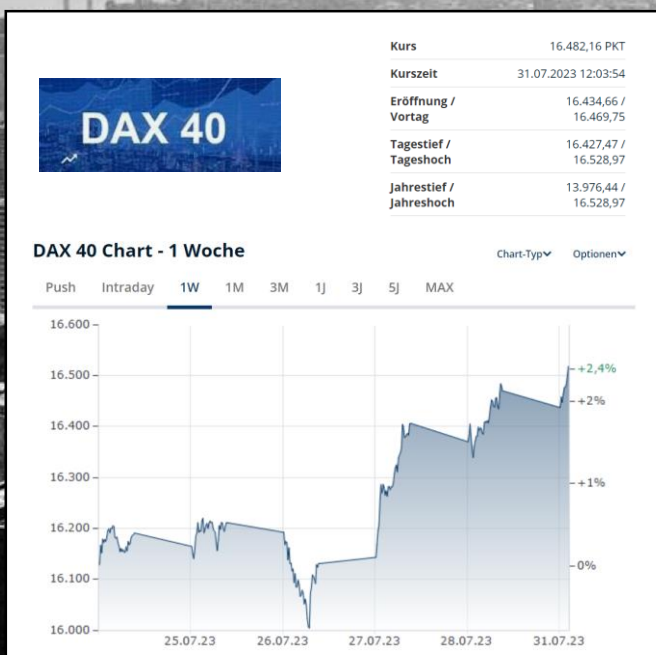 Kurs 16.482,16 PKT
Kurszeit 31.07.2023 12:03:54
Eröffnung / 16.434,66 /
Vortag 16.469,75
Tagestief / 16.427,47 /
Tageshoch 16.528,97
Jahrestief / 13.976,44 /
Jahreshoch 16.528,97
DAX 40
DAX 40 Chart - 1 Woche
Chart-Typ Optionen
Push Intraday 1W 1M 3M 1J 3J 5J MAX
16.600
16.500
+2,4%
+2%
16.400
16.300
+1%
16.200
+0%
16.100
16.000
25.07.23 26.07.23 27.07.23 28.07.23 31.07.23